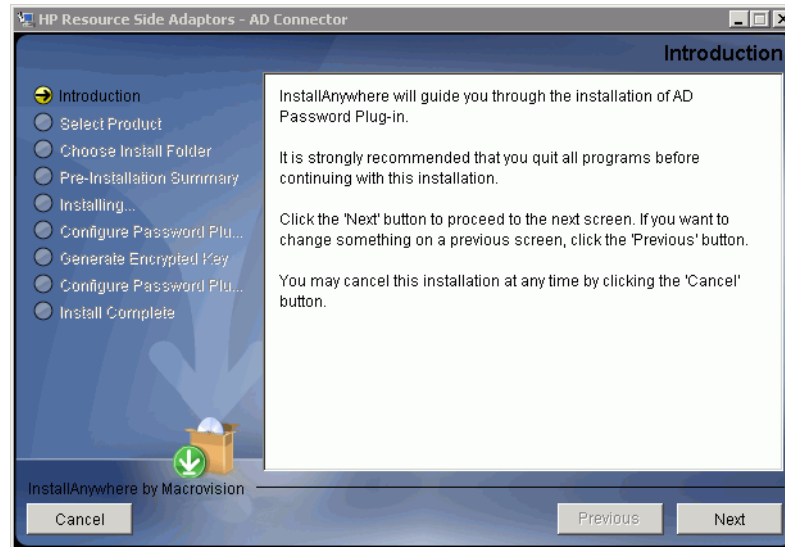 HP Resource Side Adaptors - AD Connector
Introduction
Introduction
Select Product
Choose Install Folder
Pre-Installation Summary
Installing...
Configure Password Plu...
Generate Encrypted Key
Configure Password Plu...
Install Complete
InstallAnywhere will guide you through the installation of AD
Password Plug-in.
It is strongly recommended that you quit all programs before
continuing with this installation.
Click the 'Next' button to proceed to the next screen. If you want to
change something on a previous screen, click the 'Previous' button.
You may cancel this installation at any time by clicking the 'Cancel'
button.
InstallAnywhere by Macrovision
Cancel
Previous
Next